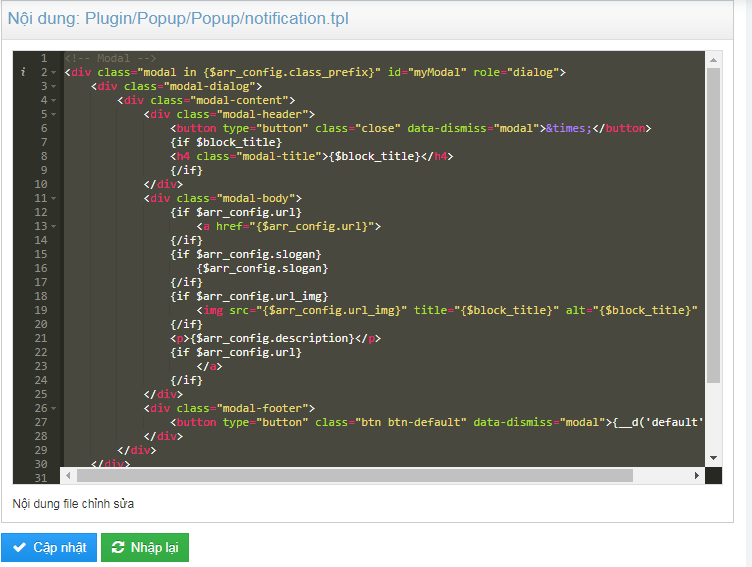 Nội dung: Plugin/Popup/Popup/notification.tpl
1 <!-- Modal -->
i 2 <div class="modal in {$arr_config.class_prefix}" id="myModal" role="dialog">
3 <div class="modal-dialog">
4 <div class="modal-content">
5 <div class="modal-header">
6 <button type="button" class="close" data-dismiss="modal">&times;</button>
7 {if $block_title}
8 <h4 class="modal-title">{$block_title}</h4>
9 {/if}
10 </div>
11 <div class="modal-body">
12 {if $arr_config.url}
13 <a href="{$arr_config.url}">
14 {/if}
15 {if $arr_config.slogan}
16 {$arr_config.slogan}
17 {/if}
18 {if $arr_config.url_img}
19 <img src="{$arr_config.url_img}" title="{$block_title}" alt="{$block_title}"
20 {/if}
21 <p>{$arr_config.description}</p>
22 {if $arr_config.url}
23 </a>
24 {/if}
25 </div>
26 <div class="modal-footer">
27 <button type="button" class="btn btn-default" data-dismiss="modal">{__d('default'
28 </div>
29 </div>
30 </div>
31
Nội dung file chỉnh sửa
Cập nhật Nhập lại